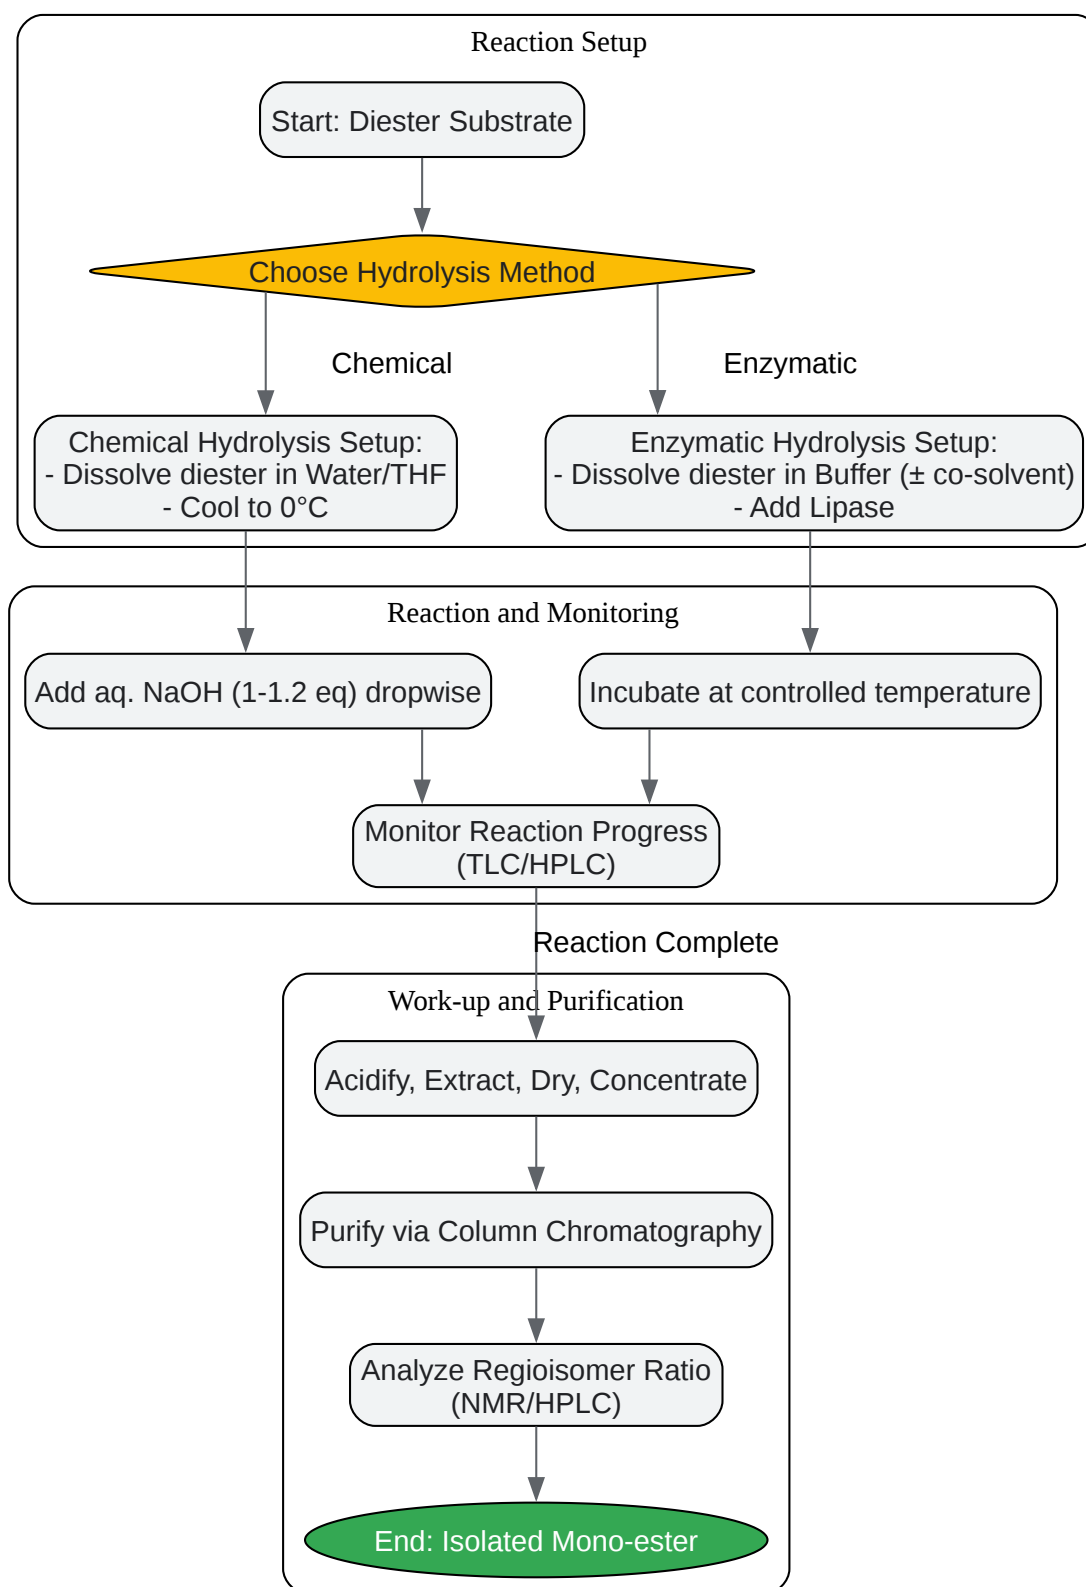 Reaction Setup
Start: Diester Substrate
Choose Hydrolysis Method
Chemical
Enzymatic
Chemical Hydrolysis Setup:
- Dissolve diester in Water/THF
- Cool to 0°C
Enzymatic Hydrolysis Setup:
- Dissolve diester in Buffer (± co-solvent)
- Add Lipase
Reaction and Monitoring
Add aq. NaOH (1-1.2 eq) dropwise
Incubate at controlled temperature
Monitor Reaction Progress
(TLC/HPLC)
Reaction Complete
Work-up and Purification
Acidify, Extract, Dry, Concentrate
Purify via Column Chromatography
Analyze Regioisomer Ratio
(NMR/HPLC)
End: Isolated Mono-ester